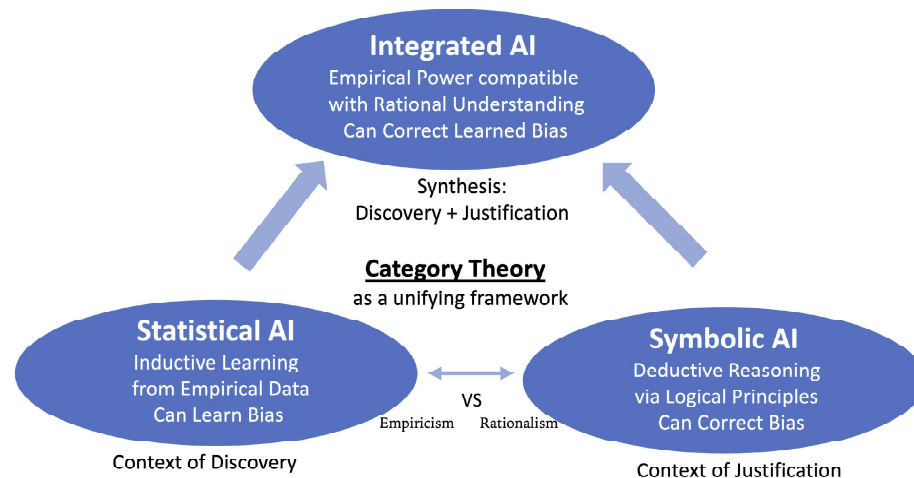 Integrated AI
Empirical Power compatible
with Rational Understanding
Can Correct Learned Bias
Synthesis:
Discovery + Justification
Category Theory
as a unifying framework
Statistical AI
Inductive Learning
from Empirical Data
Can Learn Bias
VS
Empiricism Rationalism
Symbolic AI
Deductive Reasoning
via Logical Principles
Can Correct Bias
Context of Discovery
Context of Justification